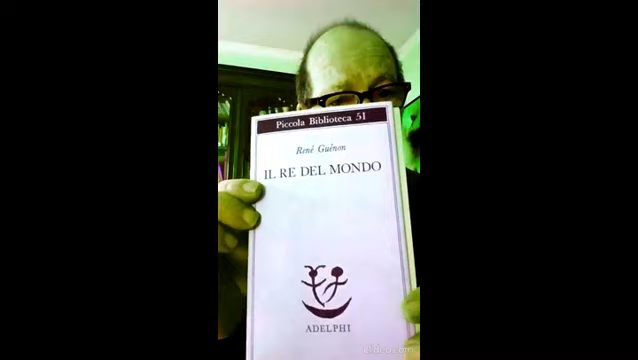 Piccola Biblioteca 51
René Guénon
IL RE DEL MONDO
ADELPHI